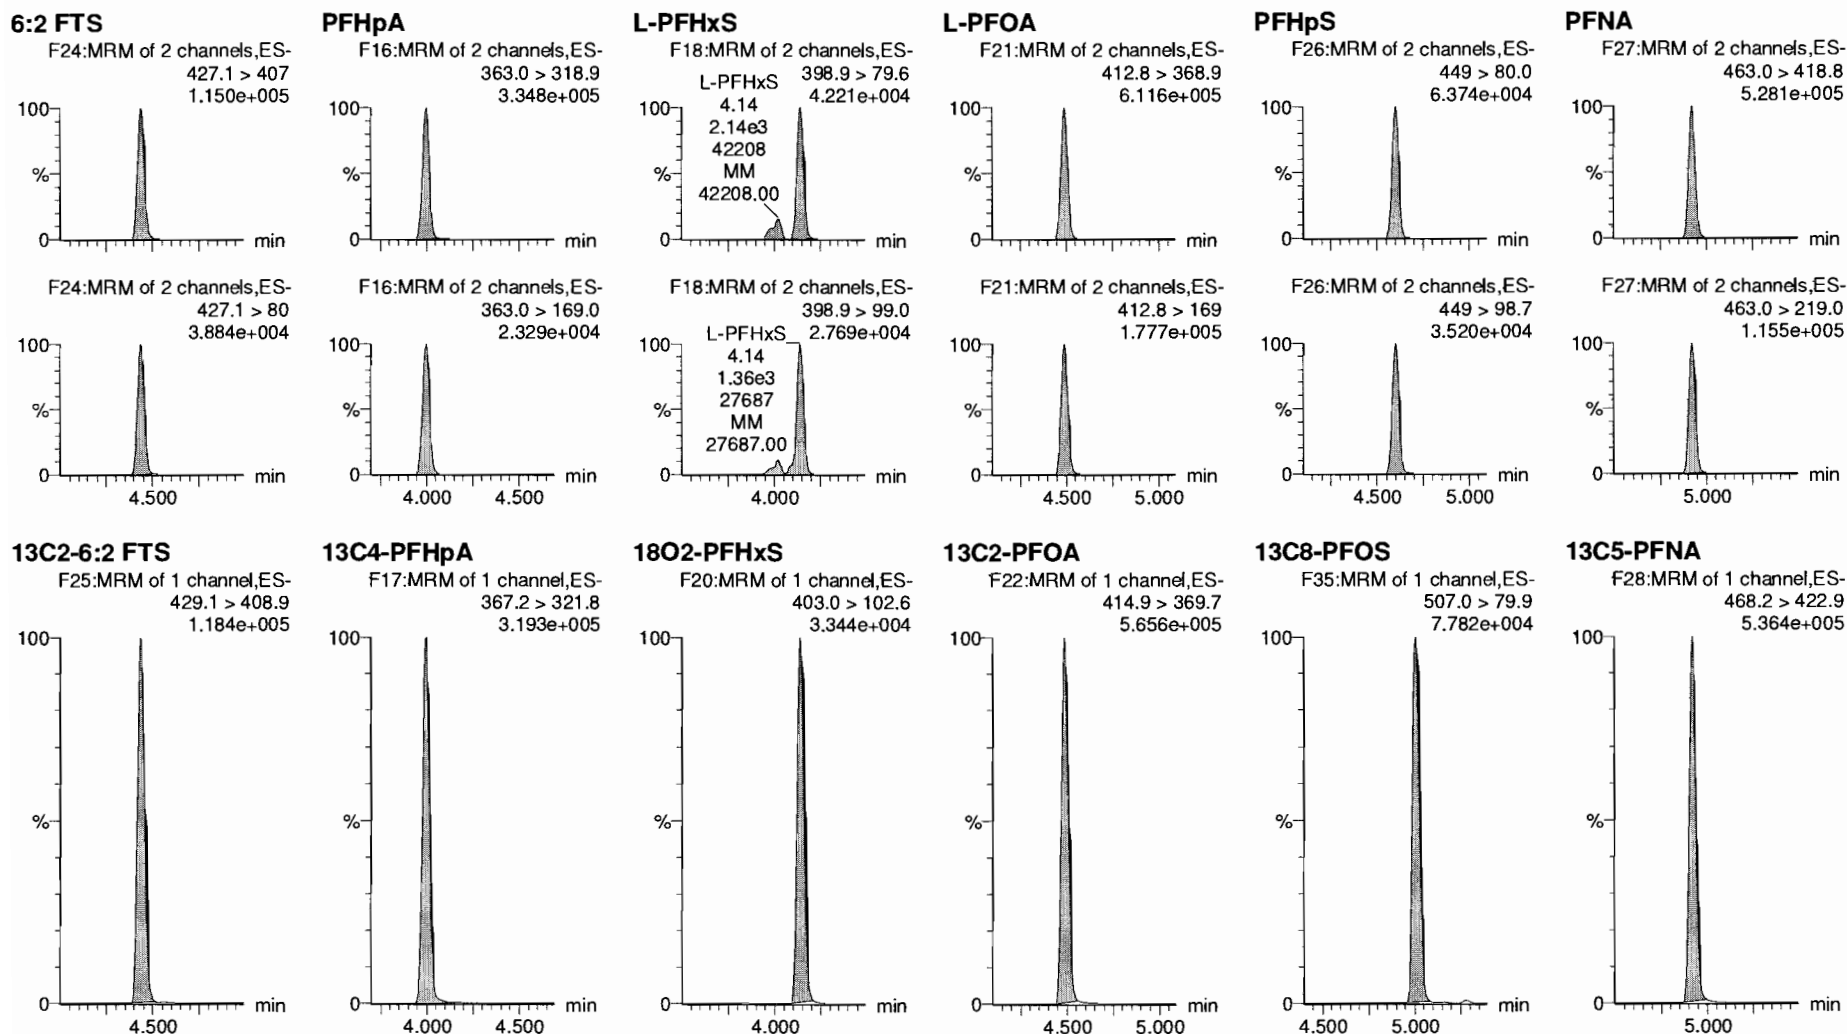 6:2 FTS
F24:MRM of 2 channels,ES-
427.1 > 407
1.150e+005
100
%
0
min
F24:MRM of 2 channels,ES-
427.1 > 80
3.884e+004
100
%
0
min
4.500
PFHpA
F16:MRM of 2 channels,ES-
363.0 > 318.9
3.348e+005
100
%
0
min
F16:MRM of 2 channels,ES-
363.0 > 169.0
2.329e+004
100
%
0
min
4.000 4.500
L-PFHxS
F18:MRM of 2 channels,ES-
L-PFHxS 398.9 > 79.6
4.14 4.221e+004
100
2.14e3
42208
MM
42208.00
%
0
min
F18:MRM of 2 channels,ES-
398.9 > 99.0
L-PFHxS 2.769e+004
100
4.14
1.36e3
27687
MM
27687.00
%
0
min
4.000
L-PFOA
F21:MRM of 2 channels,ES-
412.8 > 368.9
6.116e+005
100
%
0
min
F21:MRM of 2 channels,ES-
412.8 > 169
1.777e+005
100
%
0
min
4.500 5.000
PFHpS
F26:MRM of 2 channels,ES-
449 > 80.0
6.374e+004
100
%
0
min
F26:MRM of 2 channels,ES-
449 > 98.7
3.520e+004
100
%
0
min
4.500 5.000
PFNA
F27:MRM of 2 channels,ES-
463.0 > 418.8
5.281e+005
100
%
0
min
F27:MRM of 2 channels,ES-
463.0 > 219.0
1.155e+005
100
%
0
min
5.000
13C2-6:2 FTS
F25:MRM of 1 channel,ES-
429.1 > 408.9
1.184e+005
100
%
0
min
4.500
13C4-PFHpA
F17:MRM of 1 channel,ES-
367.2 > 321.8
3.193e+005
100
%
0
min
4.000 4.500
18O2-PFHxS
F20:MRM of 1 channel,ES-
403.0 > 102.6
3.344e+004
100
%
0
min
4.000
13C2-PFOA
F22:MRM of 1 channel,ES-
414.9 > 369.7
5.656e+005
100
%
0
min
4.500 5.000
13C8-PFOS
F35:MRM of 1 channel,ES-
507.0 > 79.9
7.782e+004
100
%
0
min
4.500 5.000
13C5-PFNA
F28:MRM of 1 channel,ES-
468.2 > 422.9
5.364e+005
100
%
0
min
5.000